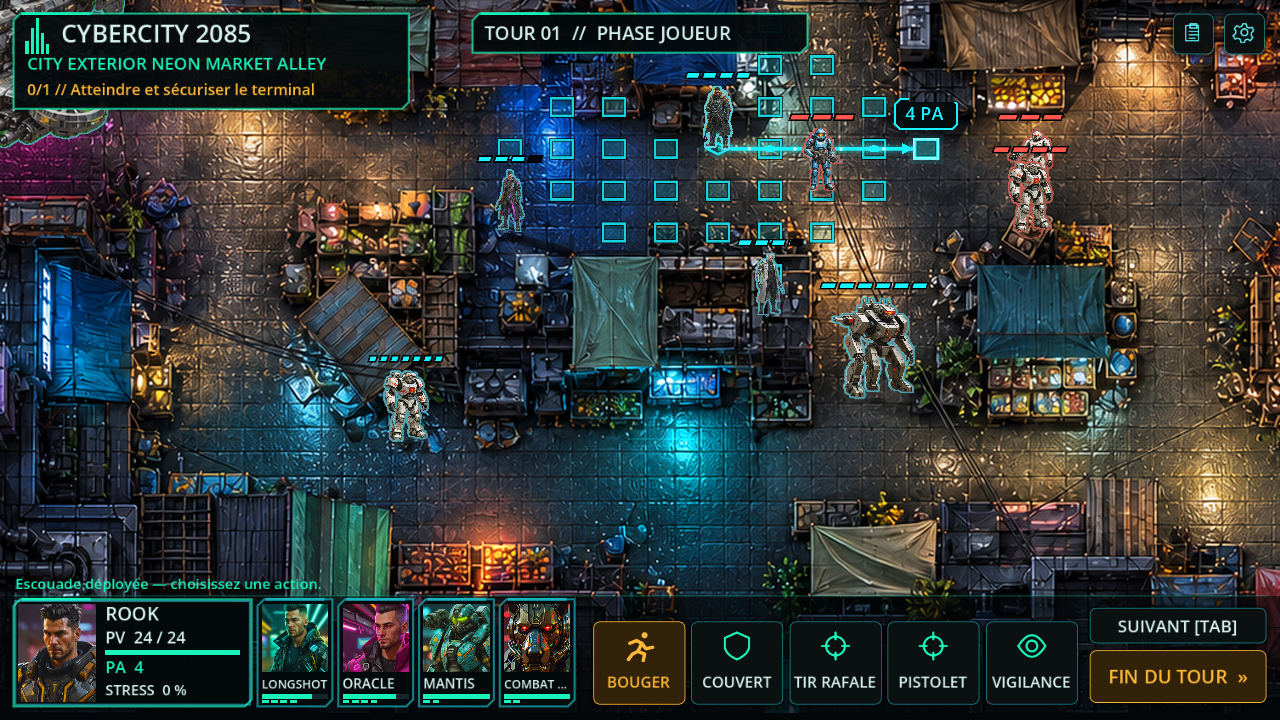 CYBERCITY 2085
CITY EXTERIOR NEON MARKET ALLEY
0/1 // Atteindre et sécuriser le terminal
TOUR 01 // PHASE JOUEUR
4 PA
Escouade déployée — choisissez une action.
ROOK
PV 24 / 24
PA 4
STRESS 0 %
LONGSHOT
ORACLE
MANTIS
COMBAT ...
BOUGER
COUVERT
TIR RAFALE
PISTOLET
VIGILANCE
SUIVANT [TAB]
FIN DU TOUR »